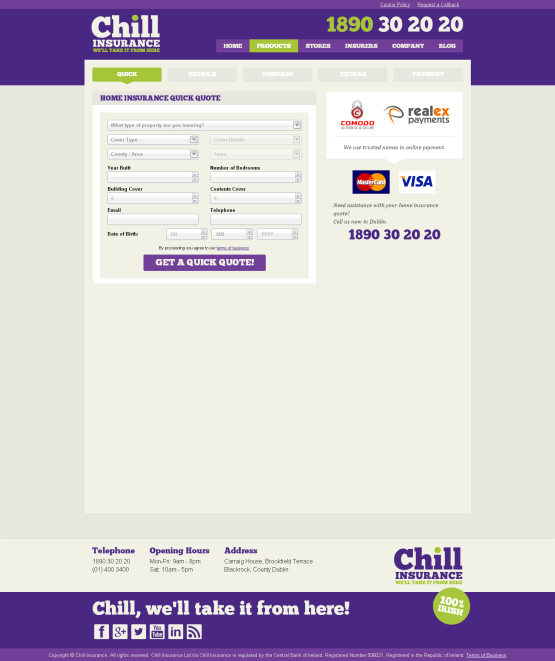 Cookie Policy Request a Callback
Chill
INSURANCE
WE'LL TAKE IT FROM HERE
1890 30 20 20
HOME PRODUCTS STORES INSURERS COMPANY BLOG
QUICK DETAILS COMPARE EXTRAS PAYMENT
HOME INSURANCE QUICK QUOTE
What type of property are you insuring?
Cover Type Cover Details
County / Area Town
Year Built Number of Bedrooms
Building Cover Contents Cover
£ £
Email Telephone
Date of Birth: DD MM YYYY
By proceeding you agree to our terms of business.
GET A QUICK QUOTE!
COMODO
AUTHENTIC & SECURE
realex
payments
We use trusted names in online payment.
MasterCard VISA
Need assistance with your home insurance
quote?
Call us now in Dublin.
1890 30 20 20
Telephone Opening Hours Address
1890 30 20 20 Mon-Fri: 9am - 8pm Carraig House, Brookfield Terrace
(01) 400 3400 Sat: 10am - 5pm Blackrock, County Dublin
Chill
INSURANCE
WE'LL TAKE IT FROM HERE
100%
IRISH
Chill, we'll take it from here!
f g+ You Tube in
Copyright © Chill Insurance. All rights reserved. Chill Insurance Ltd t/a Chill Insurance is regulated by the Central Bank of Ireland. Registered Number 508021. Registered in the Republic of Ireland. Terms of Business